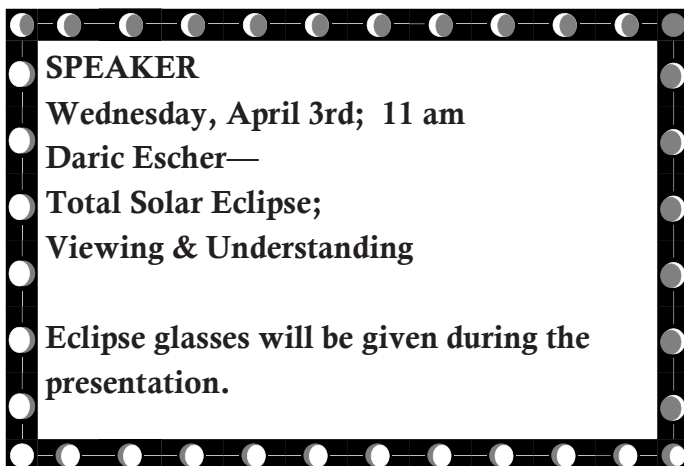 SPEAKER
Wednesday, April 3rd;  11 am
Daric Escher—
Total Solar Eclipse;
Viewing & Understanding
Eclipse glasses will be given during the
presentation.